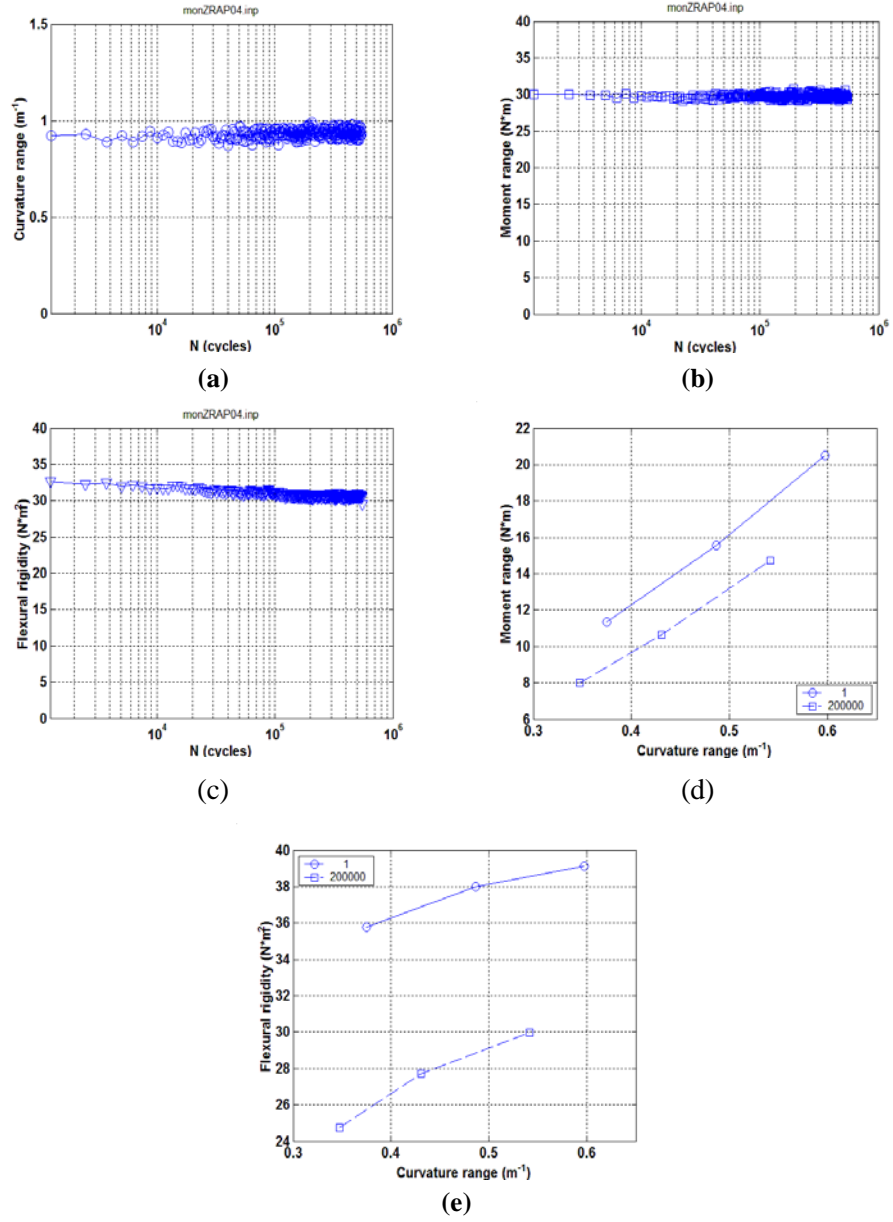 monZRAP04.inp
1.5
1
0.5
0
Curvature range (m⁻¹)
10⁴ 10⁵ 10⁶
N (cycles)
(a)
monZRAP04.inp
40
35
30
25
20
15
10
5
0
Moment range (N*m)
10⁴ 10⁵ 10⁶
N (cycles)
(b)
monZRAP04.inp
40
35
30
25
20
15
10
5
0
Flexural rigidity (N*m²)
10⁴ 10⁵ 10⁶
N (cycles)
(c)
22
20
18
16
14
12
10
8
6
Moment range (N*m)
1
200000
0.3 0.4 0.5 0.6
Curvature range (m⁻¹)
(d)
40
38
36
34
32
30
28
26
24
Flexural rigidity (N*m²)
1
200000
0.3 0.4 0.5 0.6
Curvature range (m⁻¹)
(e)